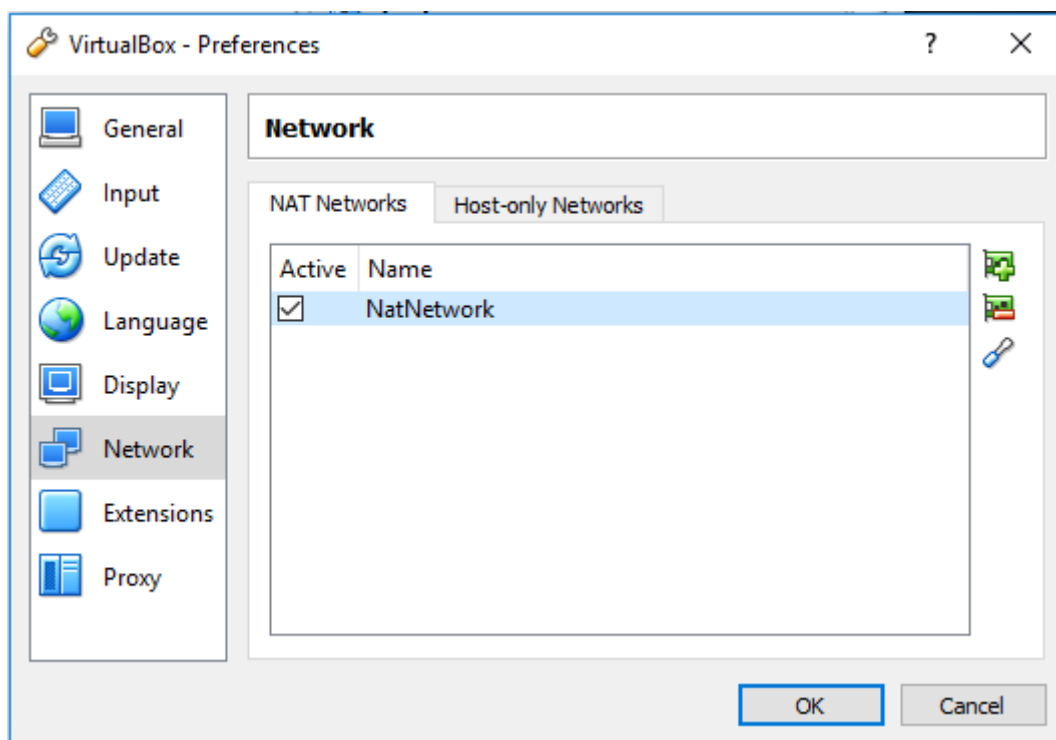 VirtualBox - Preferences ?
General
Input
Update
Language
Display
Network
Extensions
Proxy
Network
NAT Networks Host-only Networks
Active Name
NatNetwork
OK Cancel